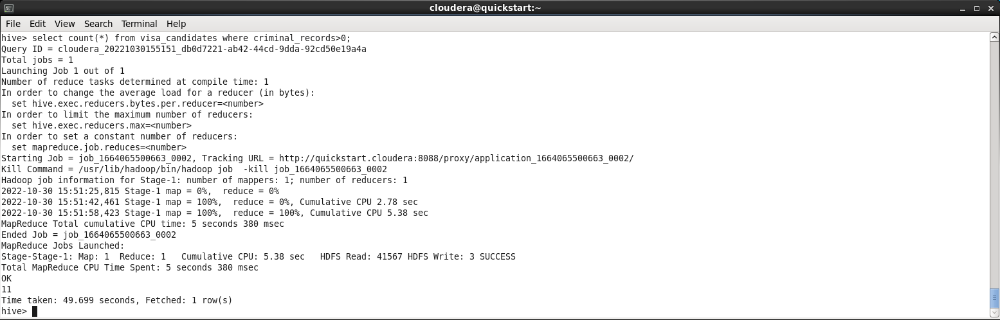 cloudera@quickstart:~
File Edit View Search Terminal Help
hive> select count(*) from visa_candidates where criminal_records>0;
Query ID = cloudera_20221030155151_db0d7221-ab42-44cd-9dda-92cd50e19a4a
Total jobs = 1
Launching Job 1 out of 1
Number of reduce tasks determined at compile time: 1
In order to change the average load for a reducer (in bytes):
  set hive.exec.reducers.bytes.per.reducer=<number>
In order to limit the maximum number of reducers:
  set hive.exec.reducers.max=<number>
In order to set a constant number of reducers:
  set mapreduce.job.reduces=<number>
Starting Job = job_1664065500663_0002, Tracking URL = http://quickstart.cloudera:8088/proxy/application_1664065500663_0002/
Kill Command = /usr/lib/hadoop/bin/hadoop job  -kill job_1664065500663_0002
Hadoop job information for Stage-1: number of mappers: 1; number of reducers: 1
2022-10-30 15:51:25,815 Stage-1 map = 0%,  reduce = 0%
2022-10-30 15:51:42,461 Stage-1 map = 100%,  reduce = 0%, Cumulative CPU 2.78 sec
2022-10-30 15:51:58,423 Stage-1 map = 100%,  reduce = 100%, Cumulative CPU 5.38 sec
MapReduce Total cumulative CPU time: 5 seconds 380 msec
Ended Job = job_1664065500663_0002
MapReduce Jobs Launched:
Stage-Stage-1: Map: 1  Reduce: 1   Cumulative CPU: 5.38 sec   HDFS Read: 41567 HDFS Write: 3 SUCCESS
Total MapReduce CPU Time Spent: 5 seconds 380 msec
OK
11
Time taken: 49.699 seconds, Fetched: 1 row(s)
hive>